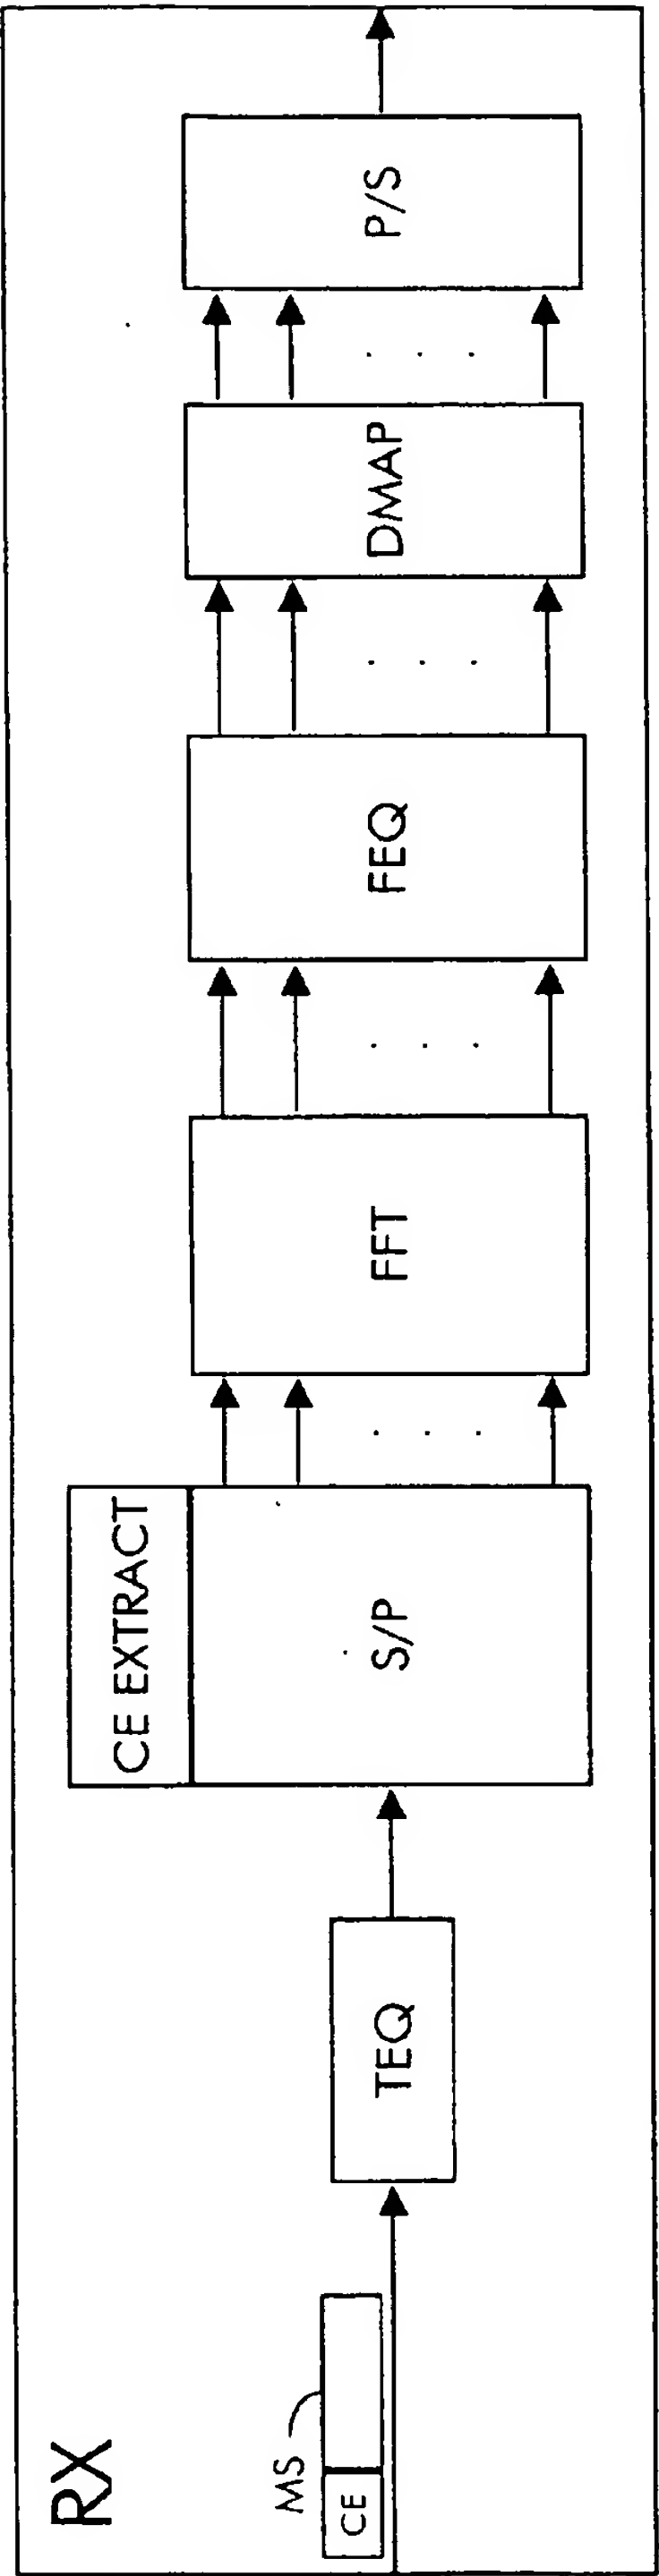 RX
MS
CE
TEQ
CE EXTRACT
S/P
FFT
FEQ
DMAP
P/S